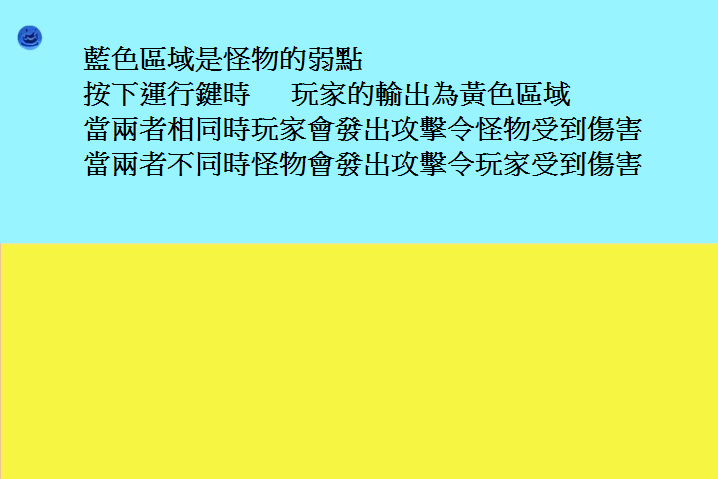 藍色區域是怪物的弱點
按下運行鍵時 玩家的輸出為黃色區域
當兩者相同時玩家會發出攻擊令怪物受到傷害
當兩者不同時怪物會發出攻擊令玩家受到傷害